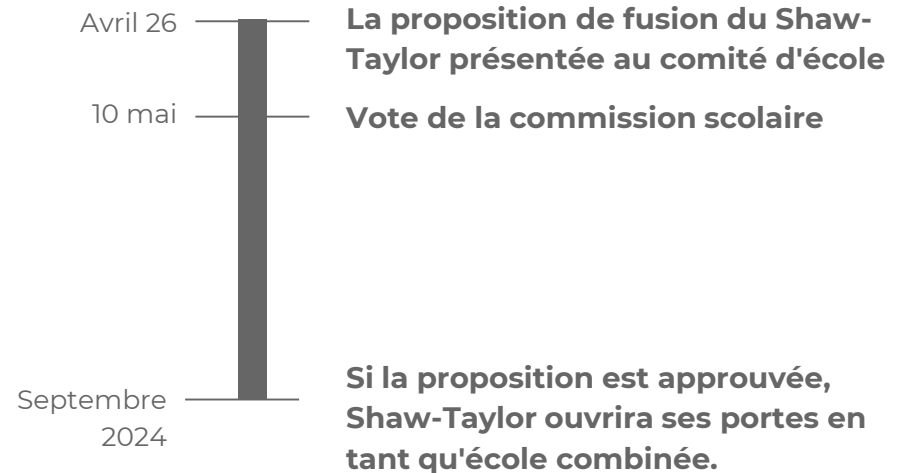 Avril 26
La proposition de fusion du Shaw-
Taylor présentée au comité d'école
10 mai
Vote de la commission scolaire
Septembre
2024
Si la proposition est approuvée,
Shaw-Taylor ouvrira ses portes en
tant qu'école combinée.